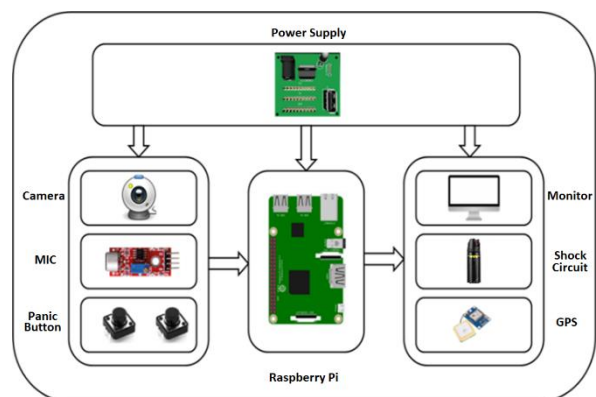 Power Supply
Camera
Monitor
MIC
Shock
Circuit
Panic
Button
GPS
Raspberry Pi